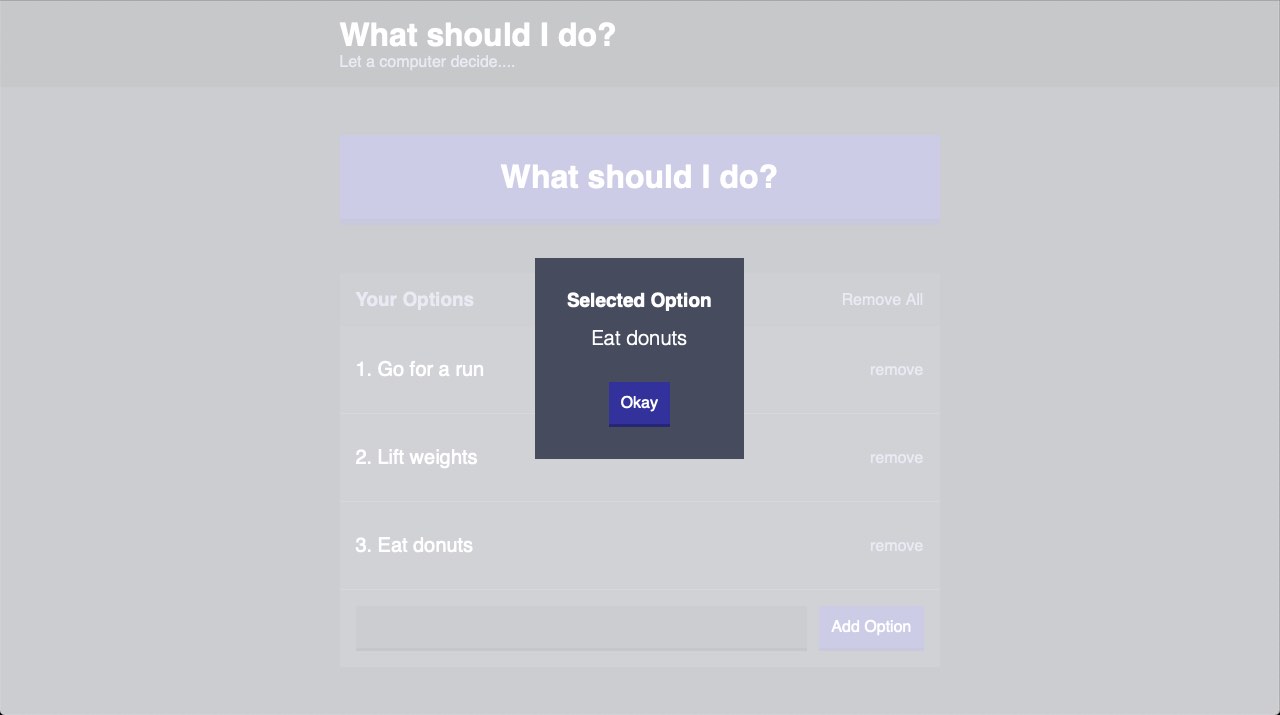 What should I do?
Let a computer decide....
What should I do?
Your Options
Remove All
Selected Option
Eat donuts
Okay
1. Go for a run
remove
2. Lift weights
remove
3. Eat donuts
remove
Add Option